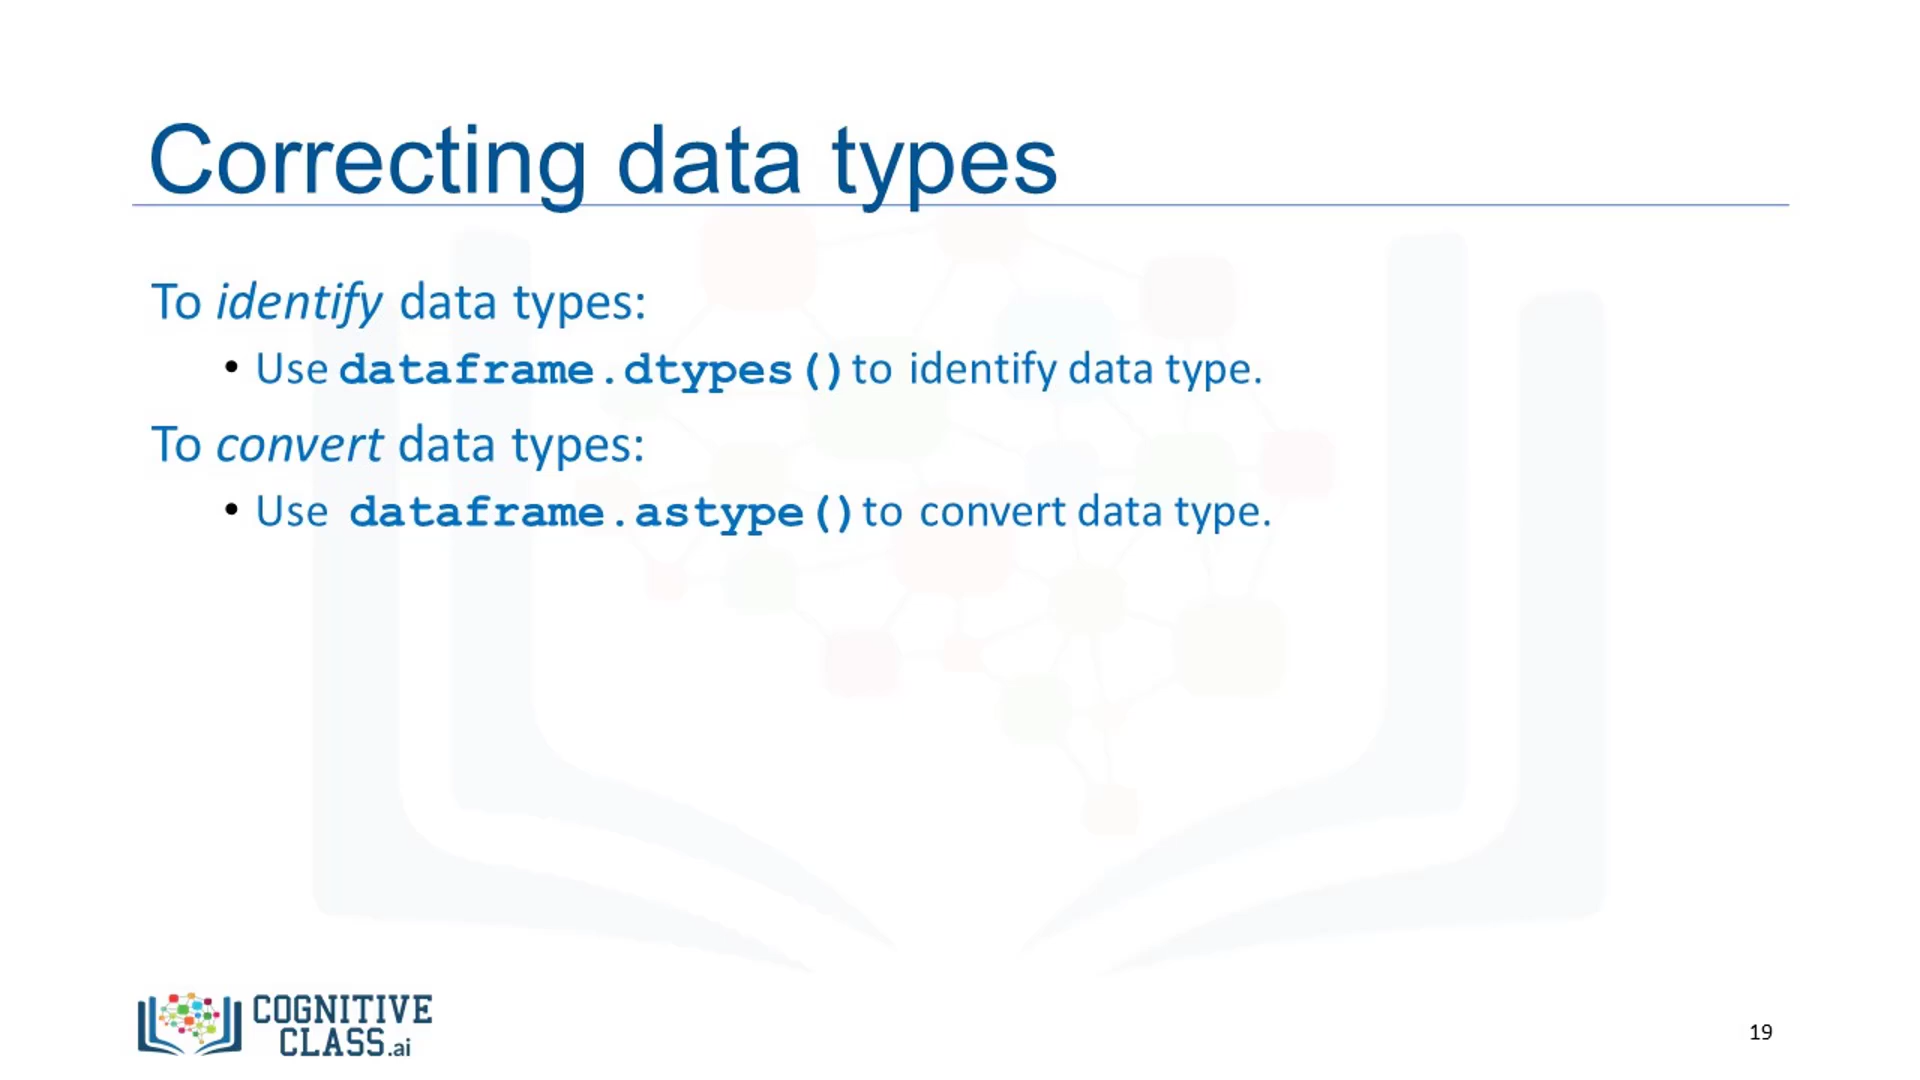 Correcting data types
To identify data types:
• Use dataframe.dtypes() to identify data type.
To convert data types:
• Use dataframe.astype() to convert data type.
COGNITIVE
CLASS.ai
19